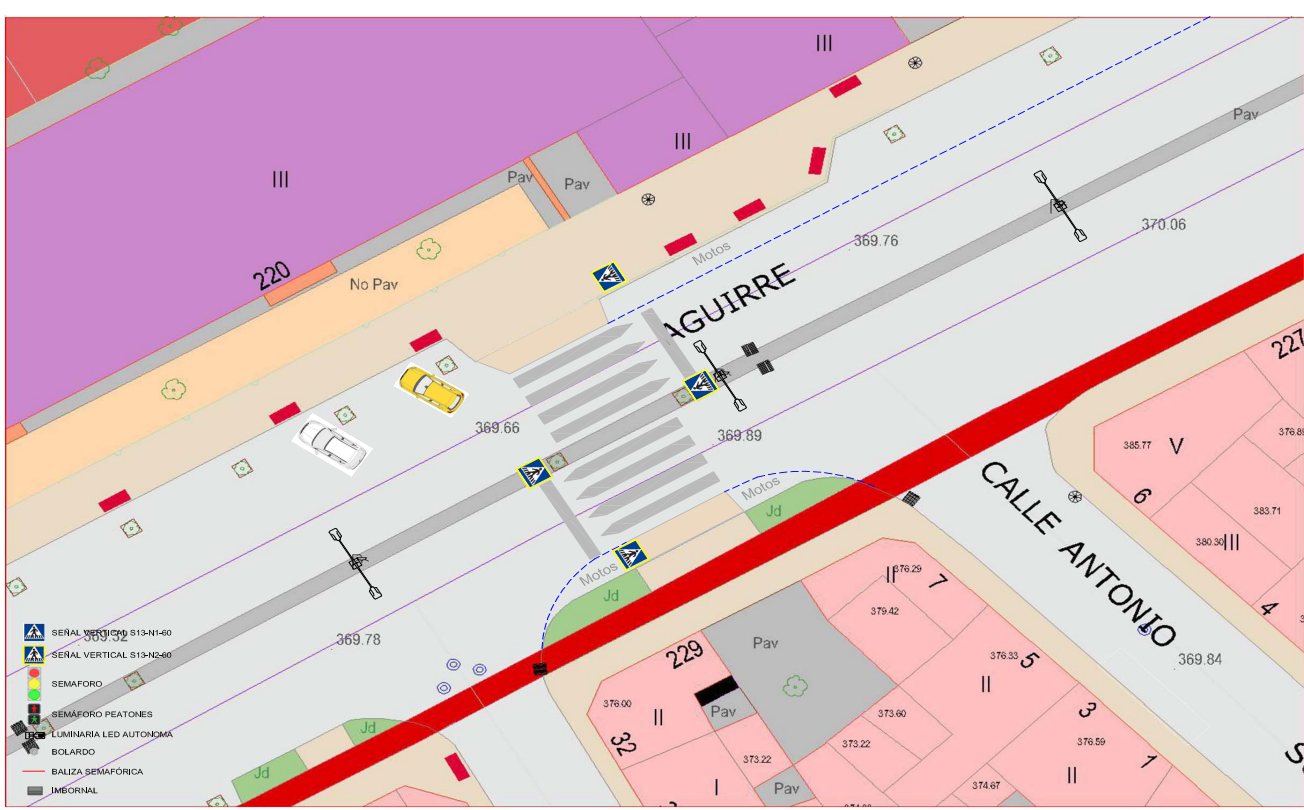 III
III
III
Pav
Pav
Pav
220
No Pav
Motos
369.76
370.06
AGUIRRE
227
369.66
369.89
385.77
V
376.89
6
383.71
380.30
III
4
Motos
Jd
CALLE ANTONIO
Motos
Jd
II
376.29
7
379.42
369.78
229
Pav
376.33
5
II
369.84
376.00
II
Pav
32
373.60
3
373.22
373.22
376.59
1
II
I
Pav
374.67
Jd
Jd
SEÑAL VERTICAL S13-N1-60
SEÑAL VERTICAL S13-N2-60
SEMAFORO
SEMÁFORO PEATONES
LUMINARIA LED AUTONOMA
BOLARDO
BALIZA SEMAFÓRICA
IMBORNAL